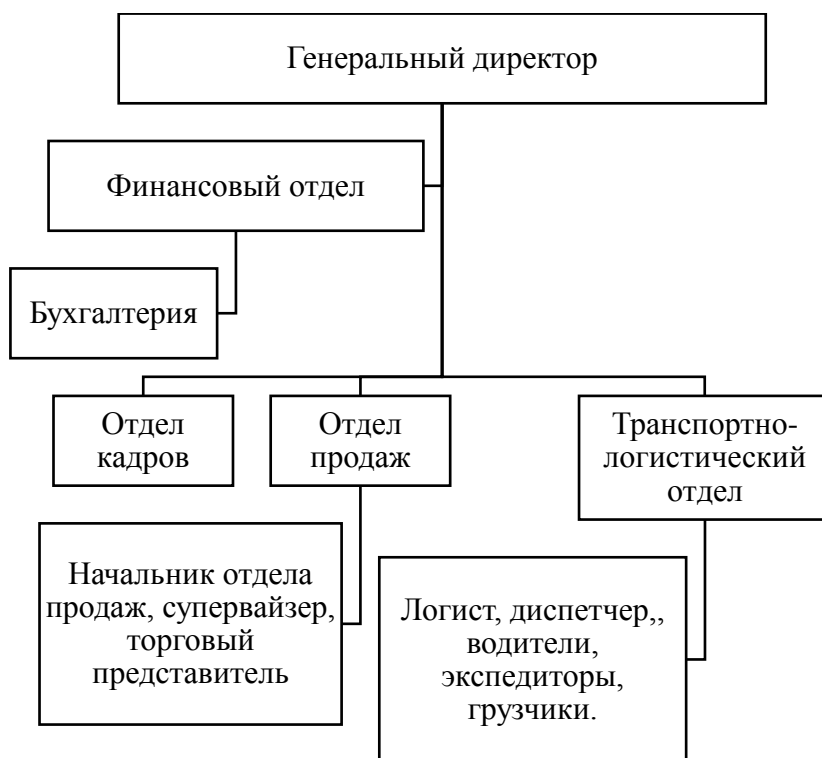 Генеральный директор
Финансовый отдел
Бухгалтерия
Отдел
кадров
Отдел
продаж
Транспортно-
логистический
отдел
Начальник отдела
продаж, супервайзер,
торговый
представитель
Логист, диспетчер,,
водители,
экспедиторы,
грузчики.